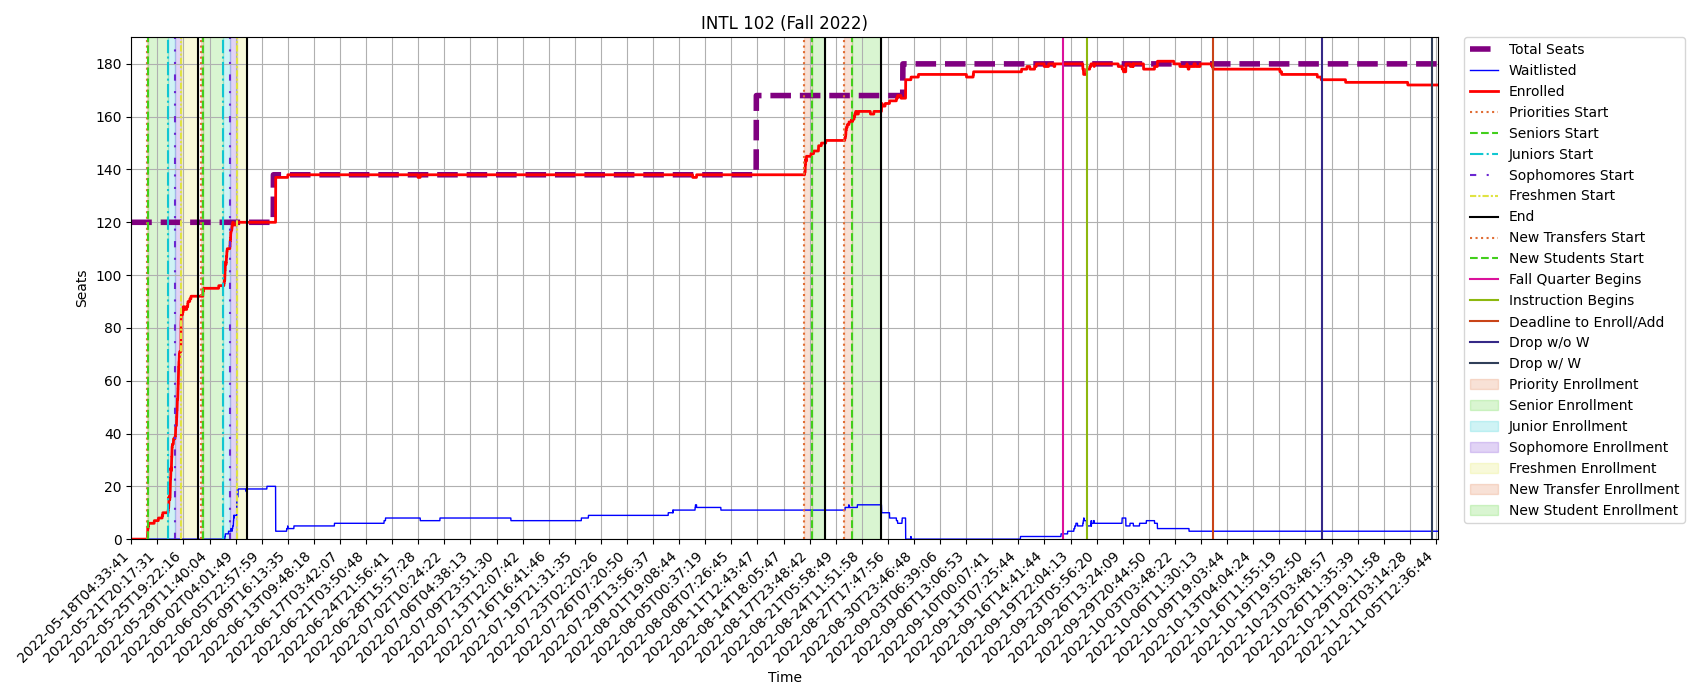 INTL 102 (Fall 2022)
Seats
180
160
140
120
100
80
60
40
20
0
2022-05-18T04:33:41
2022-05-21T20:17:31
2022-05-25T19:22:16
2022-05-29T11:40:04
2022-06-02T04:01:49
2022-06-05T22:57:59
2022-06-09T16:13:35
2022-06-13T09:48:18
2022-06-17T03:42:07
2022-06-21T03:50:48
2022-06-24T21:56:41
2022-06-28T15:57:28
2022-07-02T10:24:22
2022-07-06T04:38:13
2022-07-09T23:51:30
2022-07-13T12:07:42
2022-07-16T16:41:46
2022-07-19T21:31:35
2022-07-23T02:20:26
2022-07-26T07:20:50
2022-07-29T13:56:37
2022-08-01T19:08:44
2022-08-05T00:37:19
2022-08-08T07:26:45
2022-08-11T12:43:47
2022-08-14T18:05:47
2022-08-17T23:48:42
2022-08-21T05:58:49
2022-08-24T11:51:58
2022-08-27T17:47:56
2022-08-30T23:46:48
2022-09-03T06:39:06
2022-09-06T13:06:53
2022-09-10T00:07:41
2022-09-13T07:25:44
2022-09-16T14:41:44
2022-09-19T22:04:13
2022-09-23T05:56:20
2022-09-26T13:24:09
2022-09-29T20:44:50
2022-10-03T03:48:22
2022-10-06T11:30:13
2022-10-09T19:03:44
2022-10-13T04:04:24
2022-10-16T11:55:19
2022-10-19T19:52:50
2022-10-23T03:48:57
2022-10-26T11:35:39
2022-10-29T19:11:58
2022-11-02T03:14:28
2022-11-05T12:36:44
Time
Total Seats
Waitlisted
Enrolled
Priorities Start
Seniors Start
Juniors Start
Sophomores Start
Freshmen Start
End
New Transfers Start
New Students Start
Fall Quarter Begins
Instruction Begins
Deadline to Enroll/Add
Drop w/o W
Drop w/ W
Priority Enrollment
Senior Enrollment
Junior Enrollment
Sophomore Enrollment
Freshmen Enrollment
New Transfer Enrollment
New Student Enrollment